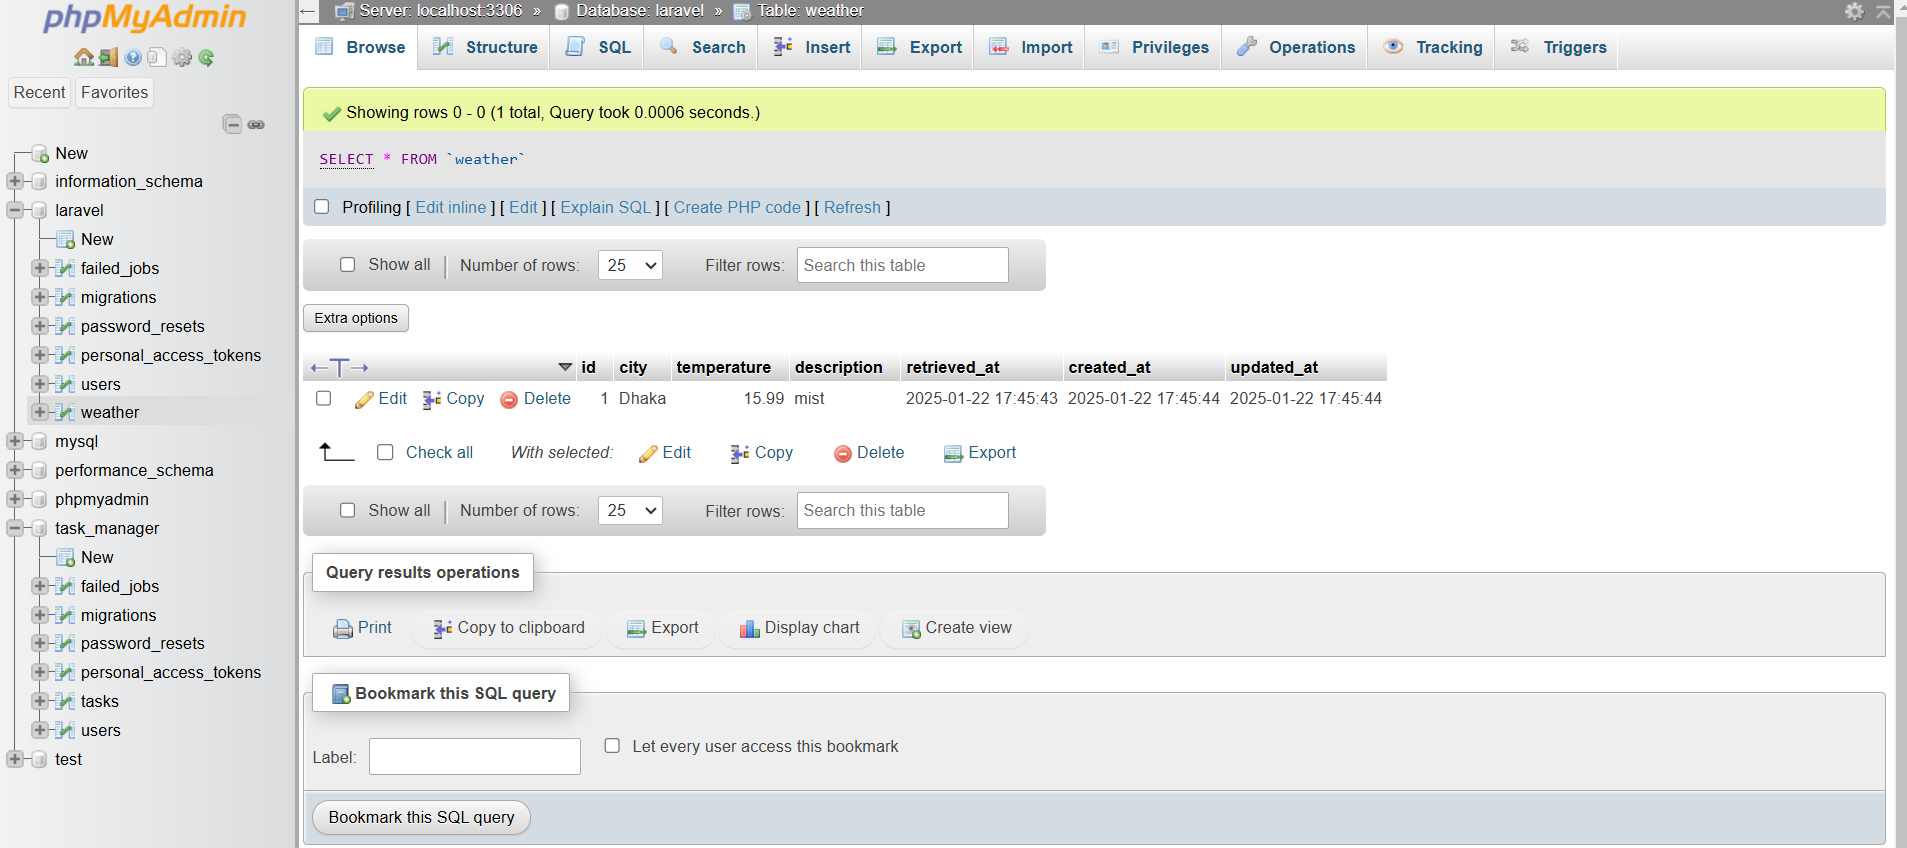 phpMyAdmin
Recent Favorites
New
information_schema
laravel
New
failed_jobs
migrations
password_resets
personal_access_tokens
users
weather
mysql
performance_schema
phpmyadmin
task_manager
New
failed_jobs
migrations
password_resets
personal_access_tokens
tasks
users
test
Server: localhost:3306 » Database: laravel » Table: weather
Browse Structure SQL Search Insert Export Import Privileges Operations Tracking Triggers
Showing rows 0 - 0 (1 total, Query took 0.0006 seconds.)
SELECT * FROM `weather`
Profiling [ Edit inline ] [ Edit ] [ Explain SQL ] [ Create PHP code ] [ Refresh ]
Show all Number of rows: 25 Filter rows: Search this table
Extra options
id city temperature description retrieved_at created_at updated_at
Edit Copy Delete 1 Dhaka 15.99 mist 2025-01-22 17:45:43 2025-01-22 17:45:44 2025-01-22 17:45:44
Check all With selected: Edit Copy Delete Export
Show all Number of rows: 25 Filter rows: Search this table
Query results operations
Print Copy to clipboard Export Display chart Create view
Bookmark this SQL query
Label: Let every user access this bookmark
Bookmark this SQL query